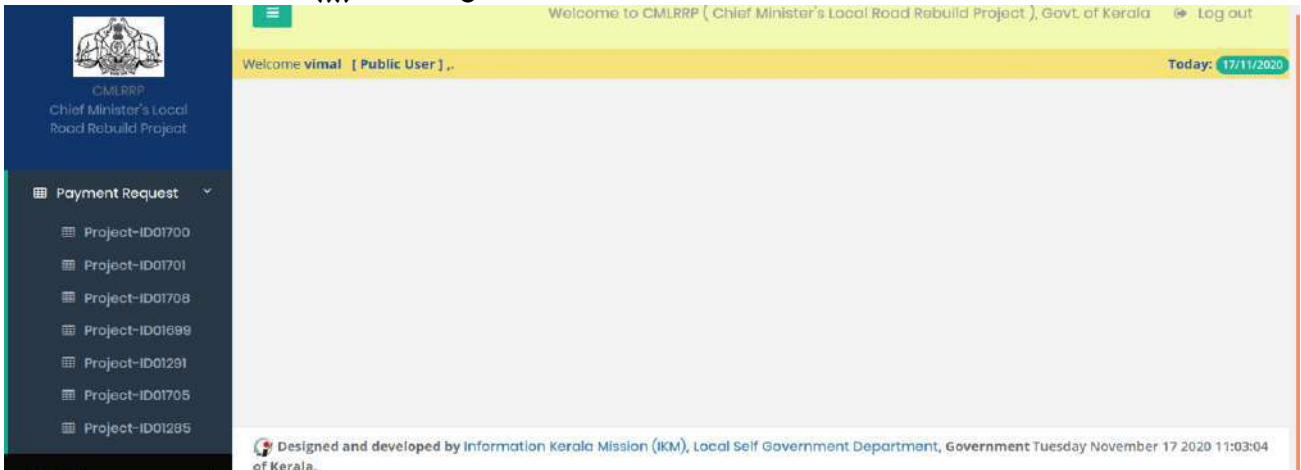 Welcome to CMLRRP ( Chief Minister's Local Road Rebuild Project ), Govt. of Kerala
Log out
Welcome vimal [ Public User ] ,.
Today: 17/11/2020
CMLRRP
Chief Minister's Local
Road Rebuild Project
Payment Request
Project-ID01700
Project-ID01701
Project-ID01708
Project-ID01699
Project-ID01291
Project-ID01705
Project-ID01285
Designed and developed by Information Kerala Mission (IKM), Local Self Government Department, Government Tuesday November 17 2020 11:03:04
of Kerala.